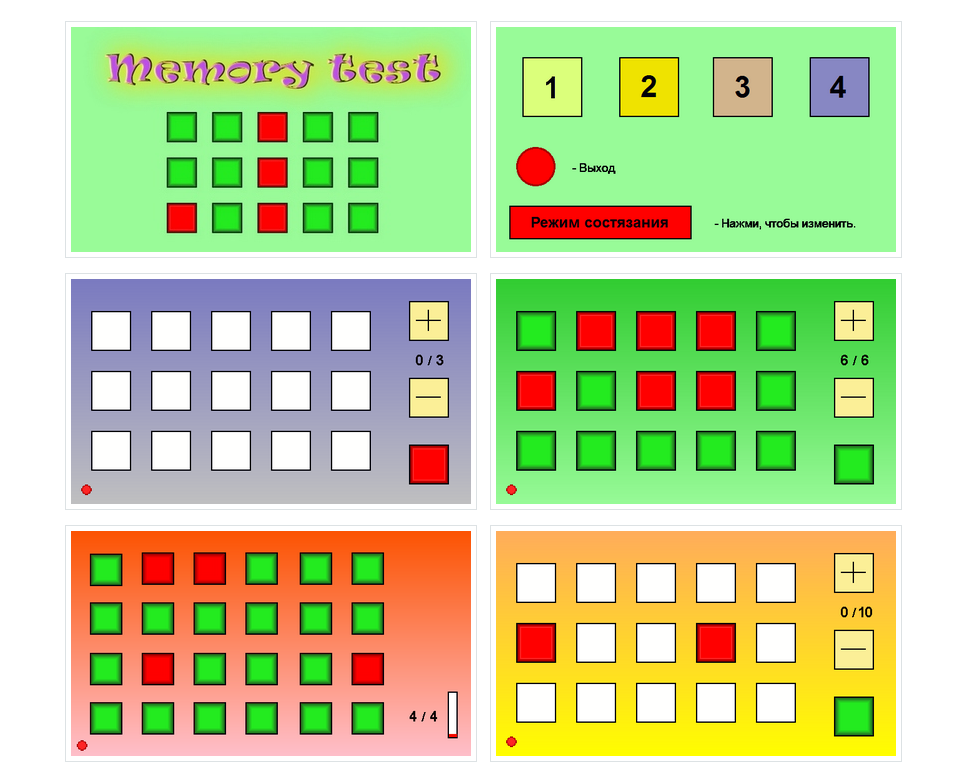 Memory test
1 2 3 4
- Выход
Режим состязания - Нажми, чтобы изменить.
+
0 / 3
—
+
6 / 6
—
4 / 4
+
0 /10
—